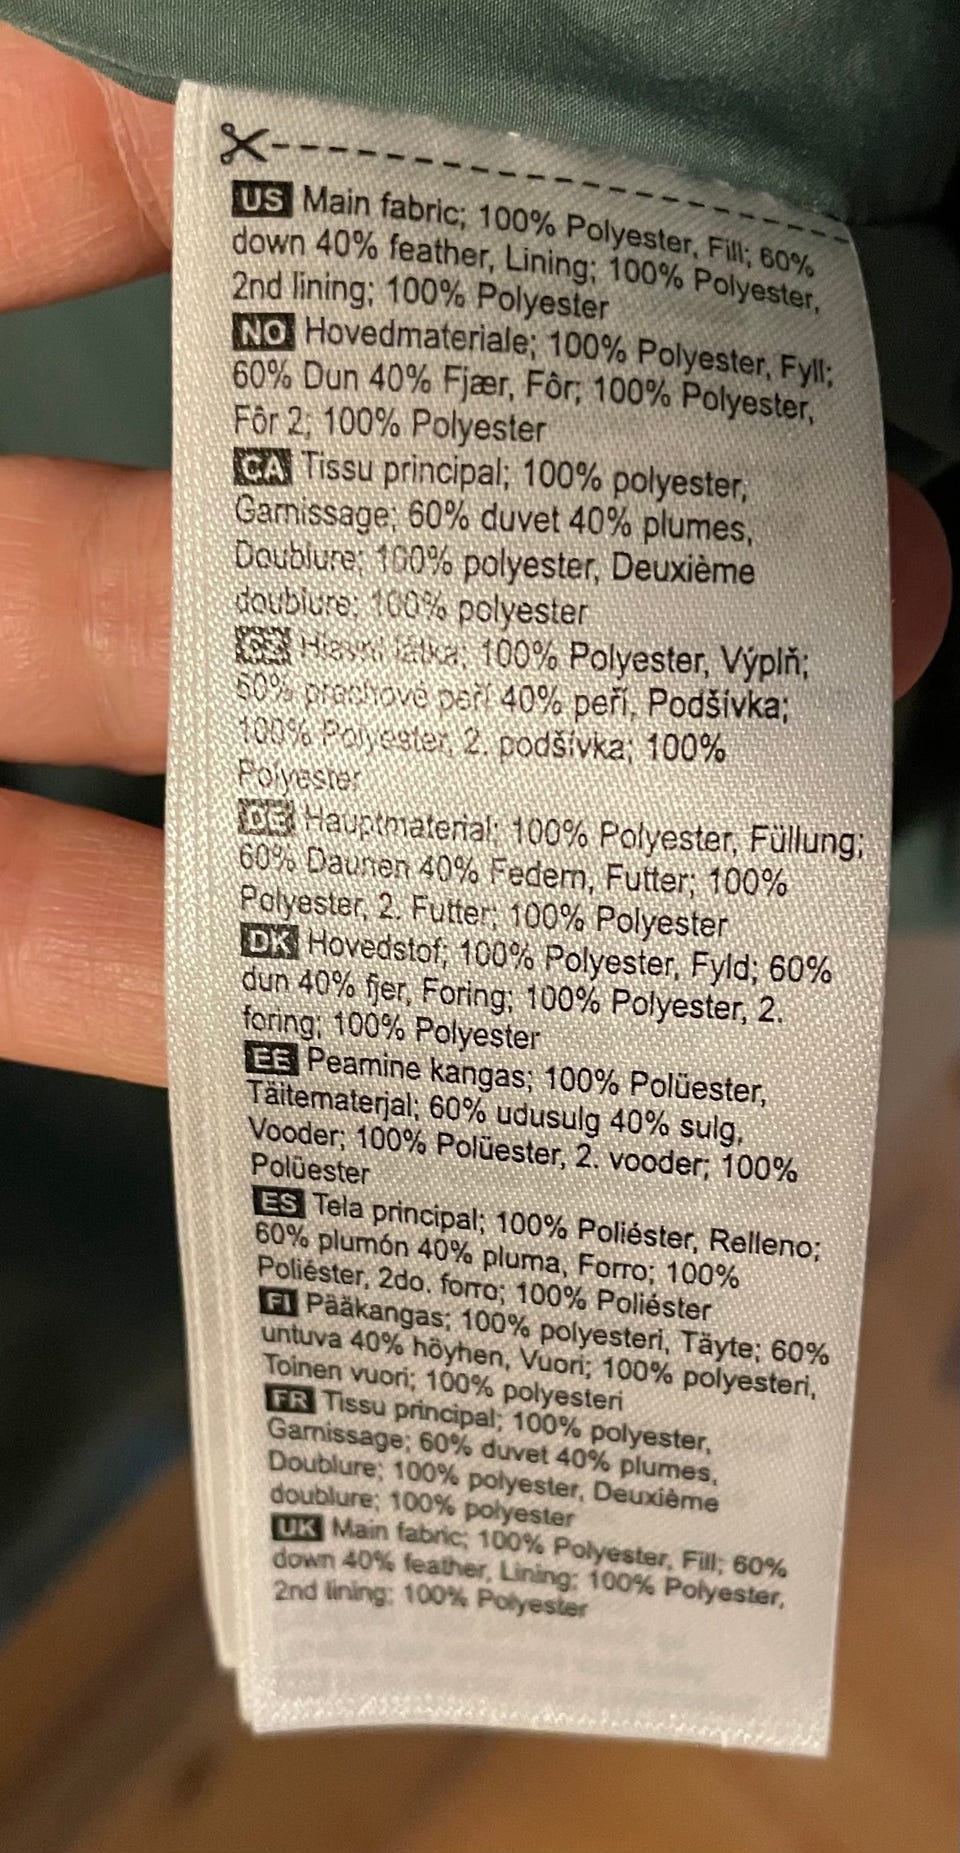 US Main fabric; 100% Polyester, Fill; 60%
down 40% feather, Lining; 100% Polyester,
2nd lining; 100% Polyester
NO Hovedmateriale; 100% Polyester, Fyll;
60% Dun 40% Fjær, Fôr; 100% Polyester,
Fôr 2; 100% Polyester
CA Tissu principal; 100% polyester,
Garnissage; 60% duvet 40% plumes,
Doublure; 100% polyester, Deuxième
doublure; 100% polyester
CZ Hlavní látka; 100% Polyester, Výplň;
60% prachové peří 40% peří, Podšívka;
100% Polyester, 2. podšívka; 100%
Polyester
DE Hauptmaterial; 100% Polyester, Füllung;
60% Daunen 40% Federn, Futter; 100%
Polyester, 2. Futter; 100% Polyester
DK Hovedstof; 100% Polyester, Fyld; 60%
dun 40% fjer, Foring; 100% Polyester, 2.
foring; 100% Polyester
EE Peamine kangas; 100% Polüester,
Täitematerjal; 60% udusulg 40% sulg,
Vooder; 100% Polüester, 2. vooder; 100%
Polüester
ES Tela principal; 100% Poliéster, Relleno;
60% plumón 40% pluma, Forro; 100%
Poliéster, 2do. forro; 100% Poliéster
FI Pääkangas; 100% polyesteri, Täyte; 60%
untuva 40% höyhen, Vuori; 100% polyesteri,
Toinen vuori; 100% polyesteri
FR Tissu principal; 100% polyester,
Garnissage; 60% duvet 40% plumes,
Doublure; 100% polyester, Deuxième
doublure; 100% polyester
UK Main fabric; 100% Polyester, Fill; 60%
down 40% feather, Lining; 100% Polyester,
2nd lining; 100% Polyester